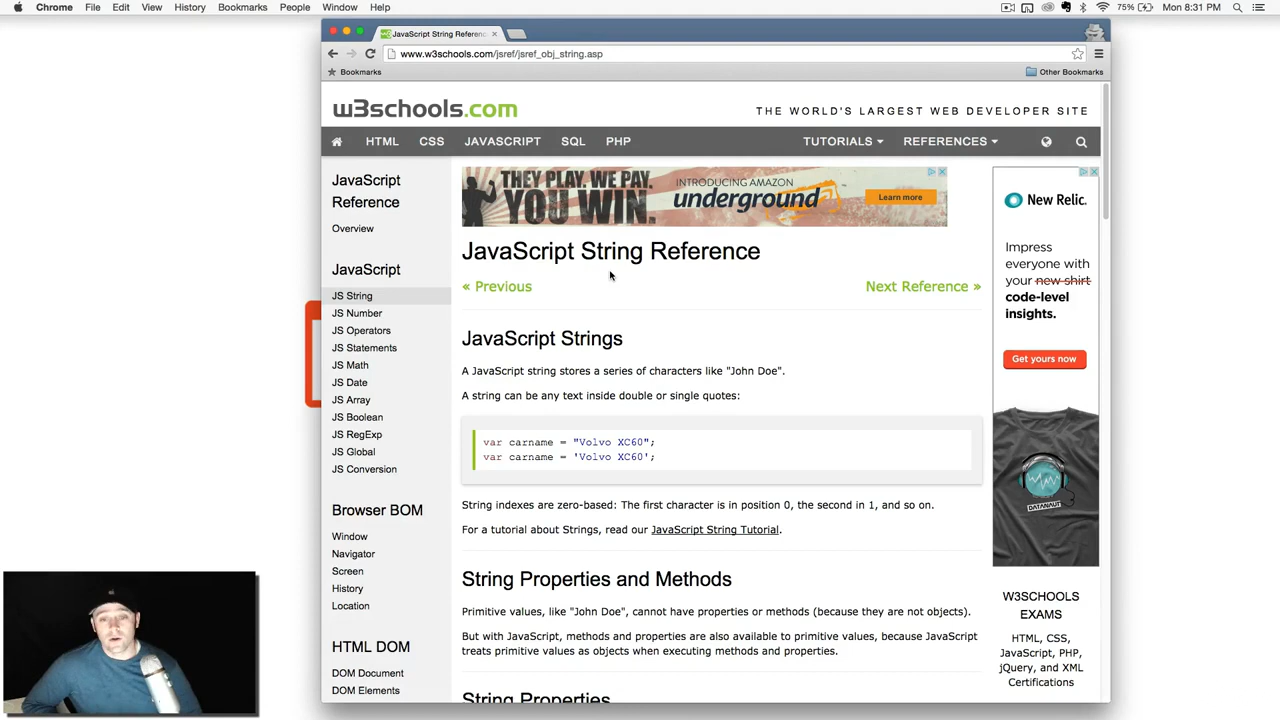 Chrome File Edit View History Bookmarks People Window Help
75% Mon 8:31 PM
JavaScript String Referenc
www.w3schools.com/jsref/jsref_obj_string.asp
Bookmarks
Other Bookmarks
w3schools.com
THE WORLD'S LARGEST WEB DEVELOPER SITE
HTML CSS JAVASCRIPT SQL PHP
TUTORIALS REFERENCES
JavaScript
Reference
Overview
JavaScript
JS String
JS Number
JS Operators
JS Statements
JS Math
JS Date
JS Array
JS Boolean
JS RegExp
JS Global
JS Conversion
Browser BOM
Window
Navigator
Screen
History
Location
HTML DOM
DOM Document
DOM Elements
THEY PLAY. WE PAY.
YOU WIN.
INTRODUCING AMAZON
underground
Learn more
JavaScript String Reference
« Previous
Next Reference »
JavaScript Strings
A JavaScript string stores a series of characters like "John Doe".
A string can be any text inside double or single quotes:
var carname = "Volvo XC60";
var carname = 'Volvo XC60';
String indexes are zero-based: The first character is in position 0, the second in 1, and so on.
For a tutorial about Strings, read our JavaScript String Tutorial.
String Properties and Methods
Primitive values, like "John Doe", cannot have properties or methods (because they are not objects).
But with JavaScript, methods and properties are also available to primitive values, because JavaScript
treats primitive values as objects when executing methods and properties.
String Properties
New Relic.
Impress
everyone with
your new shirt
code-level
insights.
Get yours now
DATANAUT
W3SCHOOLS
EXAMS
HTML, CSS,
JavaScript, PHP,
jQuery, and XML
Certifications